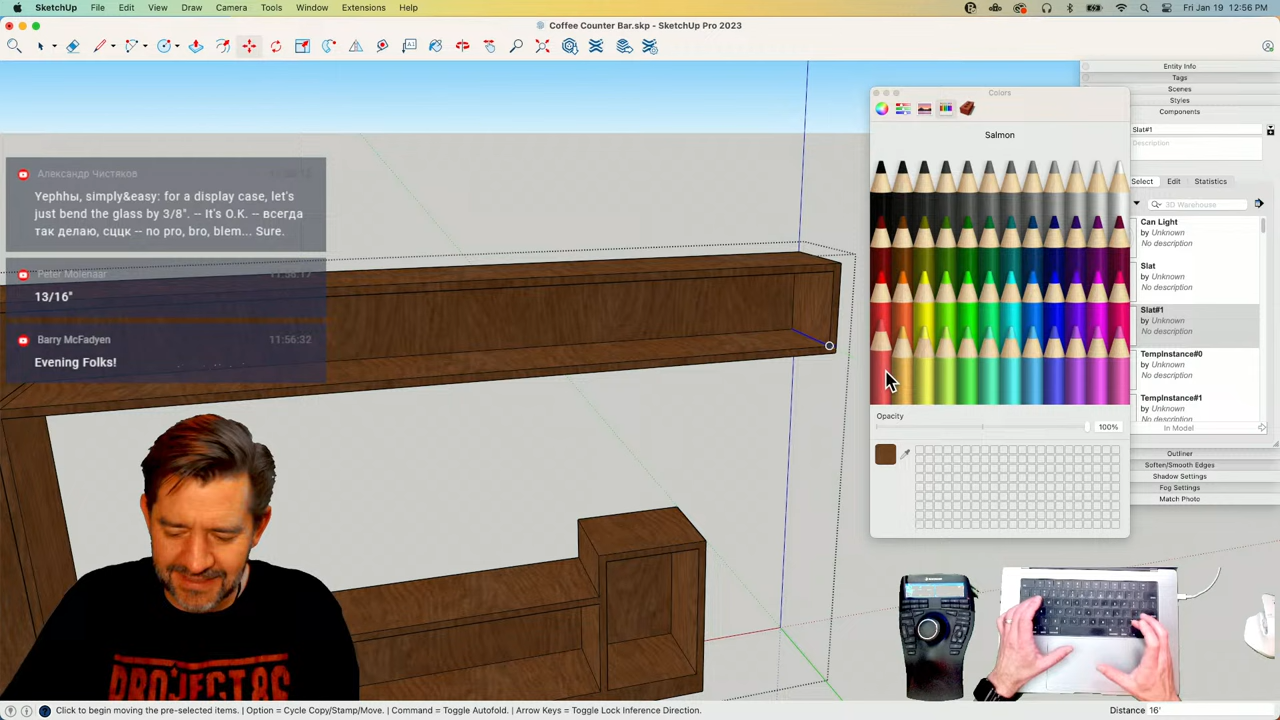 SketchUp File Edit View Draw Camera Tools Window Extensions Help
Fri Jan 19 12:56 PM
Coffee Counter Bar.skp - SketchUp Pro 2023
Entity Info
Tags
Scenes
Styles
Components
Slat#1
Description
Select Edit Statistics
3D Warehouse
Can Light
by Unknown
No description
Slat
by Unknown
No description
Slat#1
by Unknown
No description
TempInstance#0
by Unknown
No description
TempInstance#1
by Unknown
No description
In Model
Outliner
Soften/Smooth Edges
Shadow Settings
Fog Settings
Match Photo
Colors
Salmon
Opacity
100%
Александр Чистяков
Yephhы, simply&easy: for a display case, let's
just bend the glass by 3/8". -- It's O.K. -- всегда
так делаю, сццк -- no pro, bro, blem... Sure.
Peter Molenaar
13/16"
Barry McFadyen 11:56:32
Evening Folks!
Click to begin moving the pre-selected items. | Option = Cycle Copy/Stamp/Move. | Command = Toggle Autofold. | Arrow Keys = Toggle Lock Inference Direction.
Distance 16'